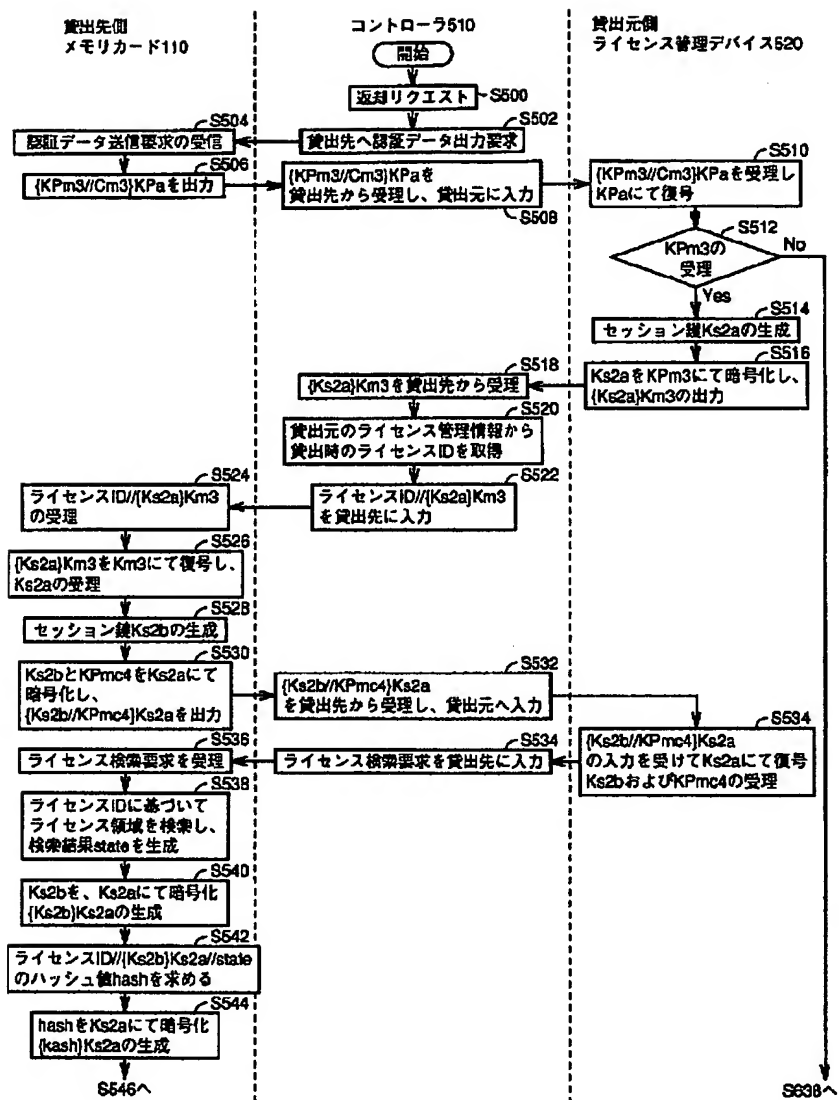 貸出先側
メモリカード110
コントローラ510
貸出元側
ライセンス管理デバイス520
開始
S500
返却リクエスト
S502
貸出先へ認証データ出力要求
S504
認証データ送信要求の受信
S506
{KPm3//Cm3}KPaを出力
{KPm3//Cm3}KPaを
貸出先から受理し、貸出元に入力
S508
S510
{KPm3//Cm3}KPaを受理し
KPaにて復号
S512
KPm3の
受理
No
Yes
S514
セッション鍵Ks2aの生成
S516
Ks2aをKPm3にて暗号化し、
{Ks2a}Km3の出力
S518
{Ks2a}Km3を貸出先から受理
S520
貸出元のライセンス管理情報から
貸出時のライセンスIDを取得
S522
ライセンスID//{Ks2a}Km3
を貸出先に入力
S524
ライセンスID//{Ks2a}Km3
の受理
S526
{Ks2a}Km3をKm3にて復号し、
Ks2aの受理
S528
セッション鍵Ks2bの生成
S530
Ks2bとKPmc4をKs2aにて
暗号化し、
{Ks2b//KPmc4}Ks2aを出力
S532
{Ks2b//KPmc4}Ks2a
を貸出先から受理し、貸出元へ入力
S534
{Ks2b//KPmc4}Ks2a
の入力を受けてKs2aにて復号
Ks2bおよびKPmc4の受理
S534
ライセンス検索要求を貸出先に入力
S536
ライセンス検索要求を受理
S538
ライセンスIDに基づいて
ライセンス領域を検索し、
検索結果stateを生成
S540
Ks2bを、Ks2aにて暗号化
{Ks2b}Ks2aの生成
S542
ライセンスID//{Ks2b}Ks2a//state
のハッシュ値hashを求める
S544
hashをKs2aにて暗号化
{kash}Ks2aの生成
S546へ
S638へ